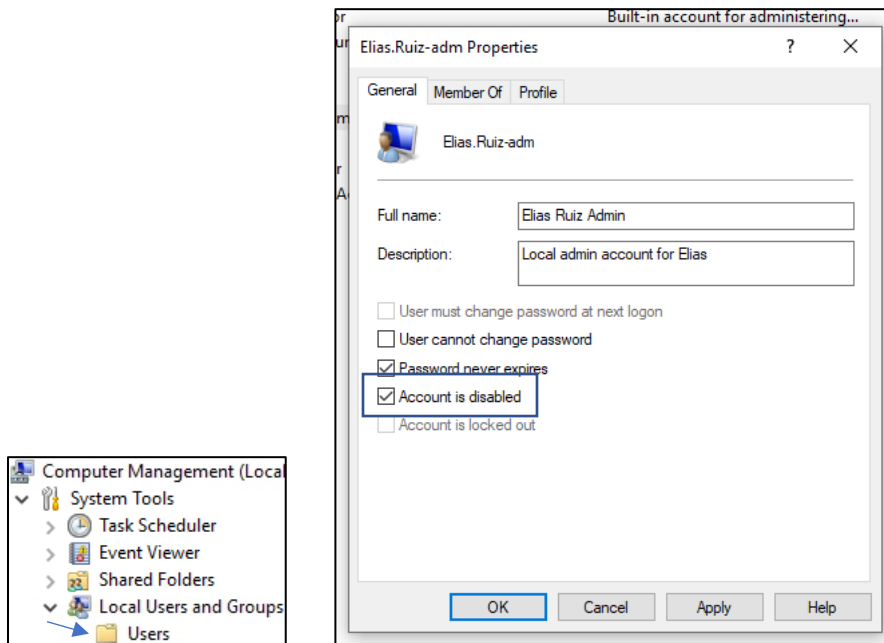 or
Built-in account for administering...
ur
Elias.Ruiz-adm Properties
?
General
Member Of
Profile
m
Elias.Ruiz-adm
r
A
Full name:
Elias Ruiz Admin
Description:
Local admin account for Elias
User must change password at next logon
User cannot change password
Password never expires
Account is disabled
Account is locked out
OK
Cancel
Apply
Help
Computer Management (Local
System Tools
Task Scheduler
Event Viewer
Shared Folders
Local Users and Groups
Users